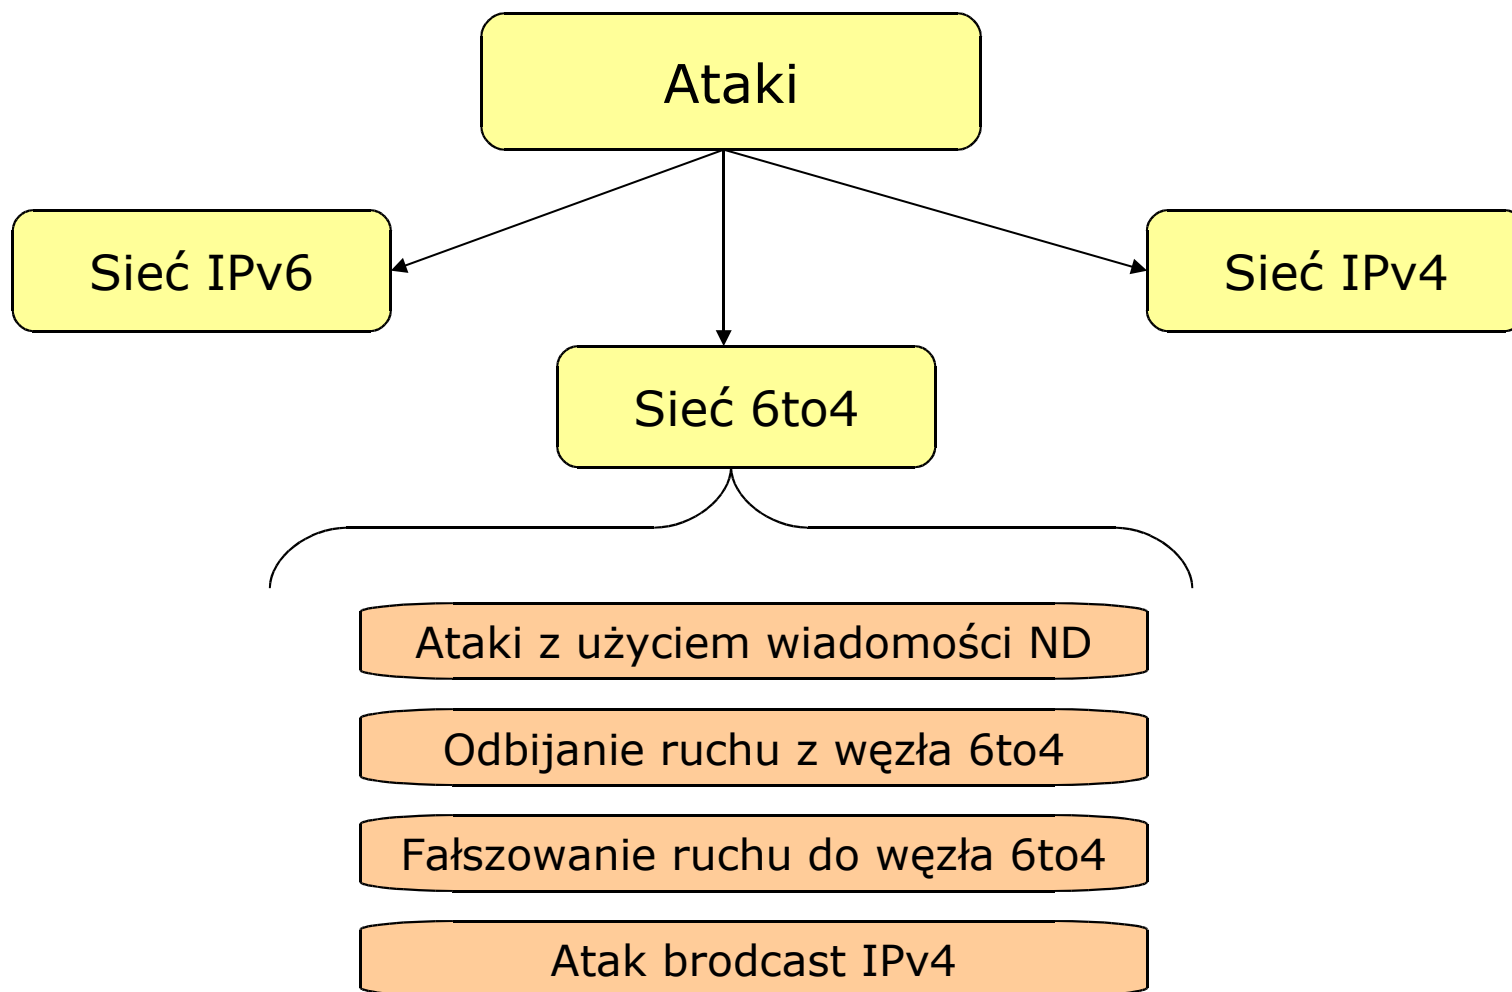 Ataki
Sieć IPv6
Sieć IPv4
Sieć 6to4
Ataki z użyciem wiadomości ND
Odbijanie ruchu z węzła 6to4
Fałszowanie ruchu do węzła 6to4
Atak brodcast IPv4